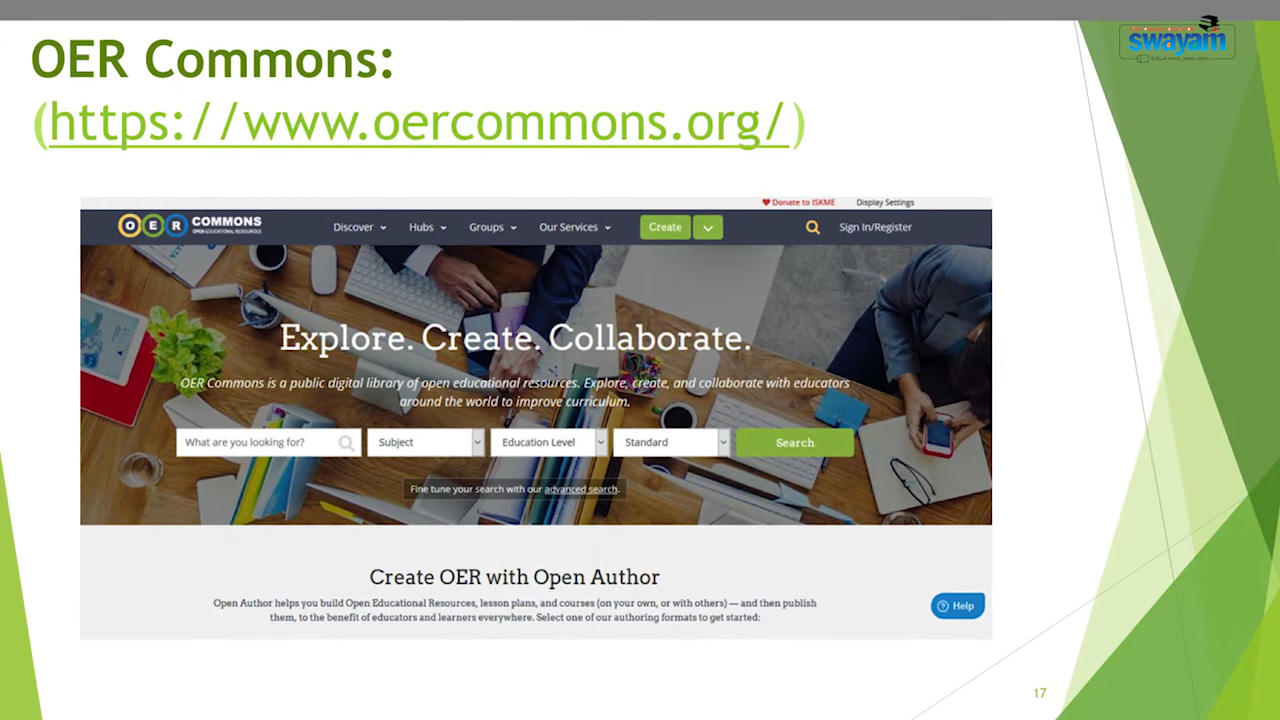 OER Commons:
(https://www.oercommons.org/)
swayam
Donate to ISKME Display Settings
OER COMMONS
OPEN EDUCATIONAL RESOURCES
Discover Hubs Groups Our Services Create Sign In/Register
Explore. Create. Collaborate.
OER Commons is a public digital library of open educational resources. Explore, create, and collaborate with educators
around the world to improve curriculum.
What are you looking for? Subject Education Level Standard Search
Fine tune your search with our advanced search.
Create OER with Open Author
Open Author helps you build Open Educational Resources, lesson plans, and courses (on your own, or with others) — and then publish
them, to the benefit of educators and learners everywhere. Select one of our authoring formats to get started:
Help
17